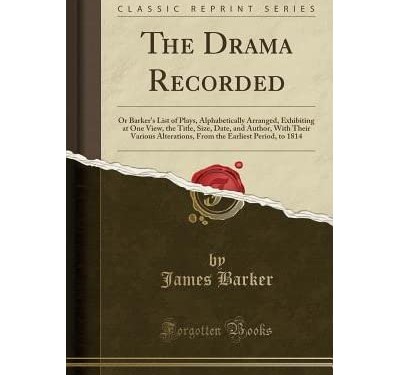 CLASSIC REPRINT SERIES
THE DRAMA
RECORDED
Or Barker's List of Plays, Alphabetically Arranged, Exhibiting
at One View, the Title, Size, Date, and Author, With Their
Various Alterations, From the Earliest Period, to 1814
by
James Barker
Forgotten Books